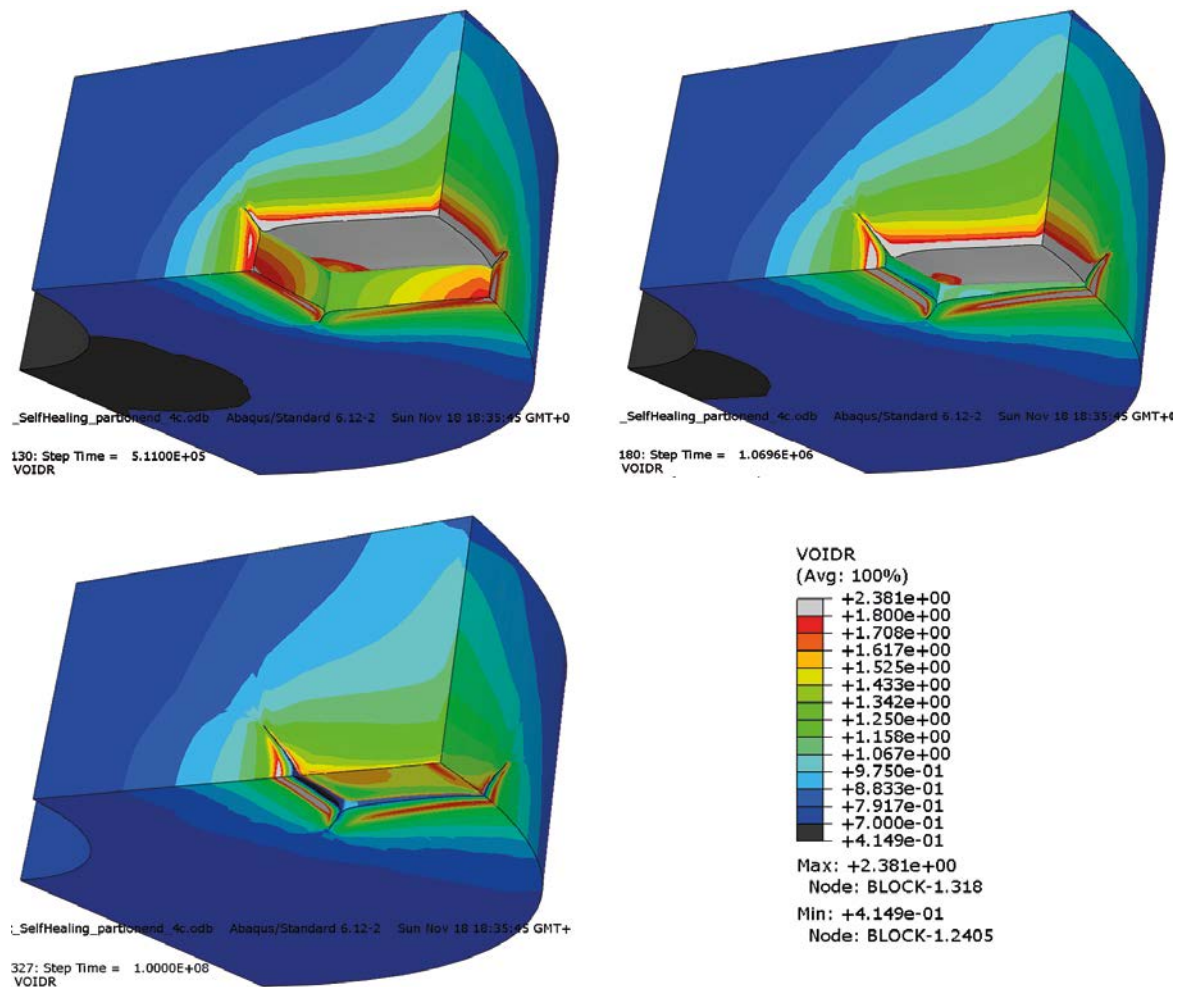 _SelfHealing_partionend_4c.odb Abaqus/Standard 6.12-2 Sun Nov 18 18:35:45 GMT+0
130: Step Time = 5.1100E+05
VOIDR
_SelfHealing_partionend_4c.odb Abaqus/Standard 6.12-2 Sun Nov 18 18:35:45 GMT+
180: Step Time = 1.0696E+06
VOIDR
_SelfHealing_partionend_4c.odb Abaqus/Standard 6.12-2 Sun Nov 18 18:35:45 GMT+
327: Step Time = 1.0000E+08
VOIDR
VOIDR
(Avg: 100%)
+2.381e+00
+1.800e+00
+1.708e+00
+1.617e+00
+1.525e+00
+1.433e+00
+1.342e+00
+1.250e+00
+1.158e+00
+1.067e+00
+9.750e-01
+8.833e-01
+7.917e-01
+7.000e-01
+4.149e-01
Max: +2.381e+00
Node: BLOCK-1.318
Min: +4.149e-01
Node: BLOCK-1.2405